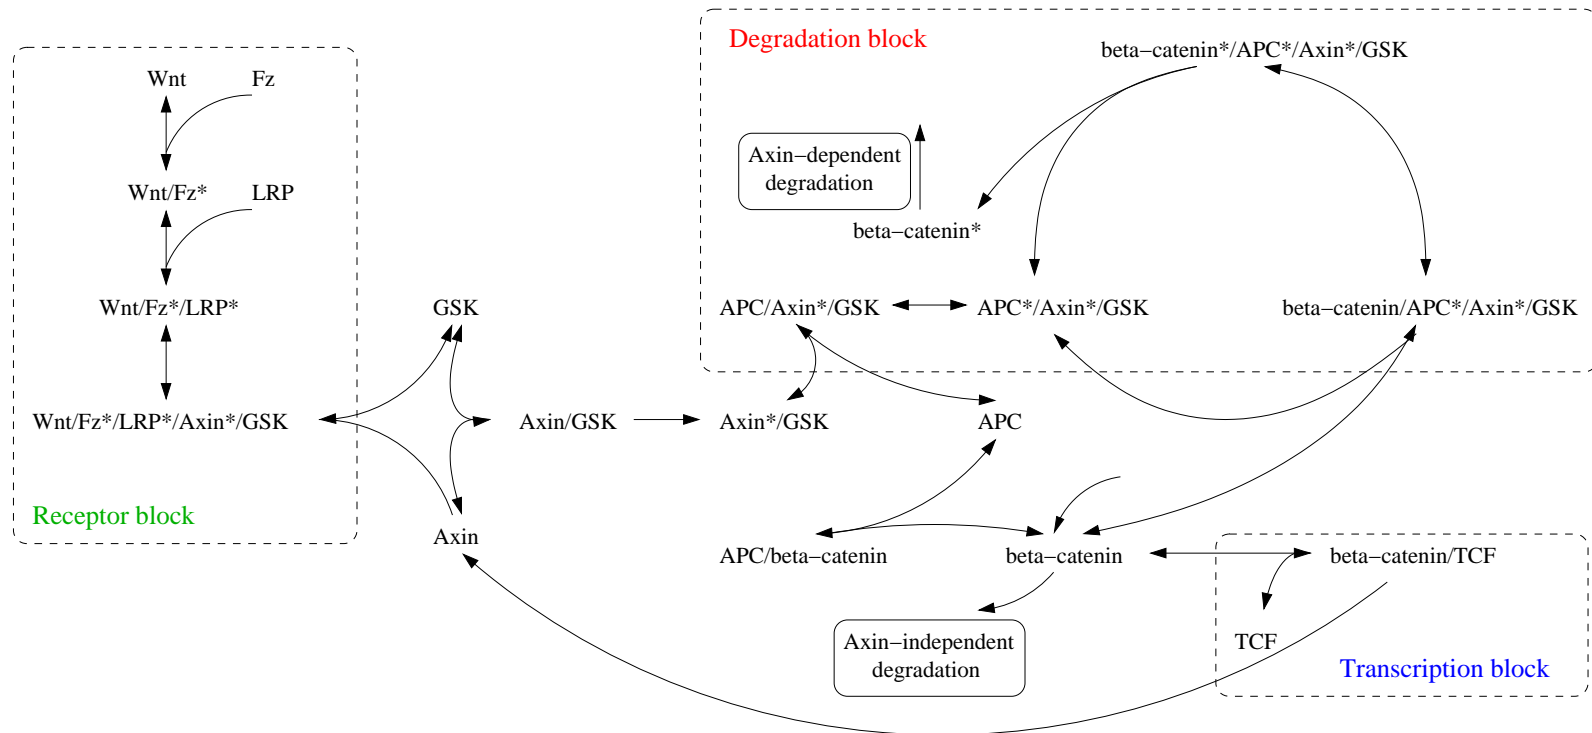 Degradation block
beta−catenin*/APC*/Axin*/GSK
Wnt
Fz
Axin−dependent
degradation
Wnt/Fz*
LRP
beta−catenin*
Wnt/Fz*/LRP*
GSK
APC/Axin*/GSK
APC*/Axin*/GSK
beta−catenin/APC*/Axin*/GSK
Wnt/Fz*/LRP*/Axin*/GSK
Axin/GSK
Axin*/GSK
APC
Receptor block
Axin
APC/beta−catenin
beta−catenin
beta−catenin/TCF
Axin−independent
degradation
TCF
Transcription block